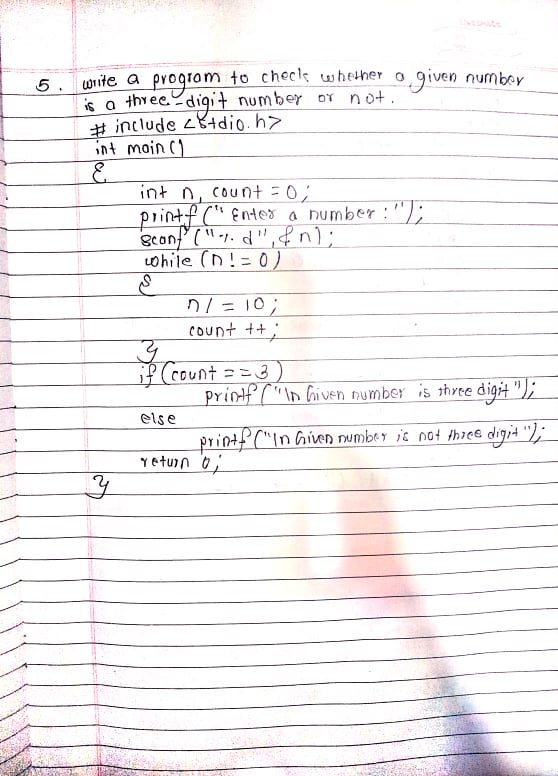 5. write a program to check whether a given number
is a three-digit number or not.
# include <stdio.h>
int main()
{
int n, count = 0;
printf ("Enter a number :");
scanf ("%d", &n);
while (n != 0)
{
n / = 10;
count ++;
}
if (count == 3)
printf ("\n Given number is three digit");
else
printf ("\n Given number is not three digit");
return 0;
}